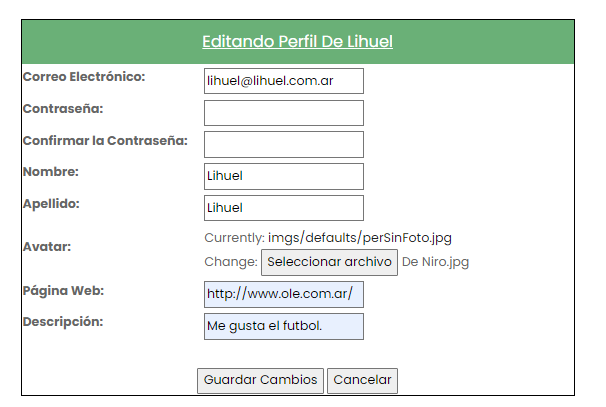 Editando Perfil De Lihuel
Correo Electrónico: lihuel@lihuel.com.ar
Contraseña:
Confirmar la Contraseña:
Nombre: Lihuel
Apellido: Lihuel
Avatar: Currently: imgs/defaults/perSinFoto.jpg
Change: Seleccionar archivo De Niro.jpg
Página Web: http://www.ole.com.ar/
Descripción: Me gusta el futbol.
Guardar Cambios Cancelar